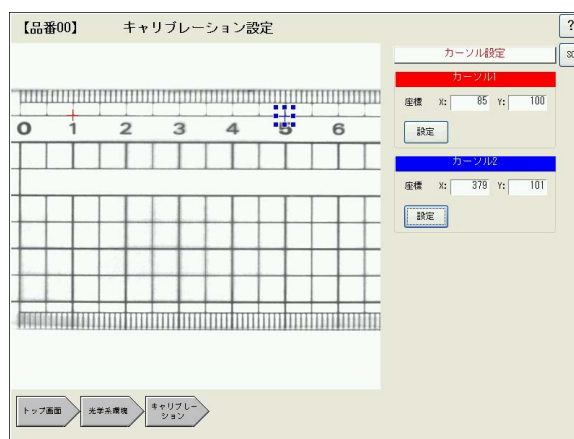 【品番00】 キャリブレーション設定
?
カーソル設定
カーソル1
座標 X: 85 Y: 100
設定
カーソル2
座標 X: 379 Y: 101
設定
0 1 2 3 4 5 6
トップ画面
光学系環境
キャリブレー
ション